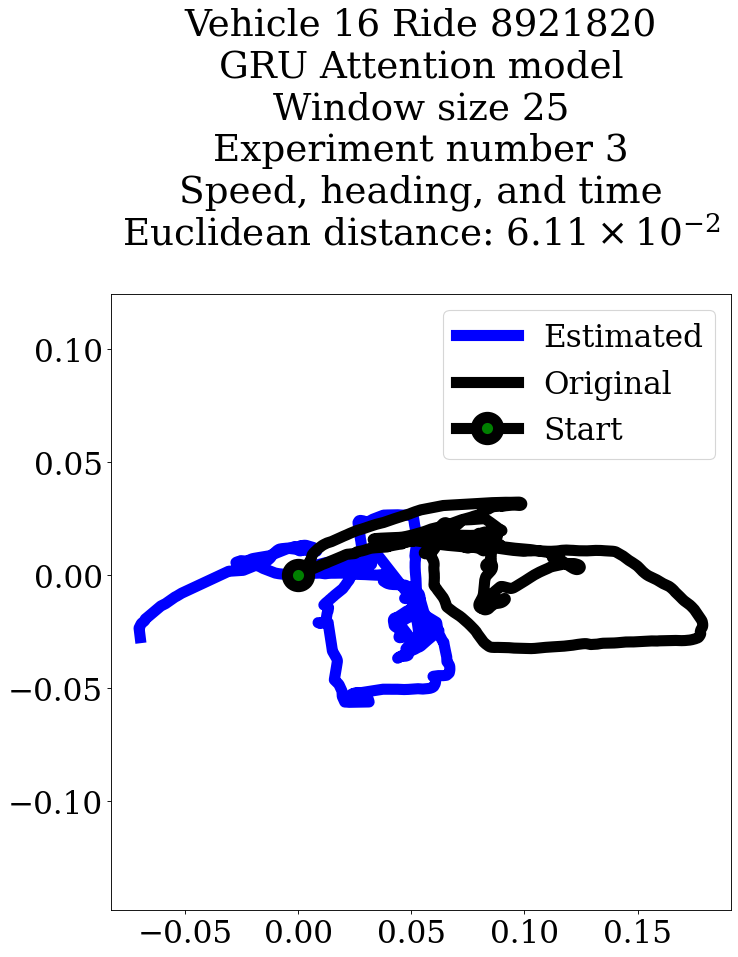 Vehicle 16 Ride 8921820
GRU Attention model
Window size 25
Experiment number 3
Speed, heading, and time
Euclidean distance: 6.11 × 10⁻²
Estimated
Original
Start
0.10
0.05
0.00
−0.05
−0.10
−0.05 0.00 0.05 0.10 0.15